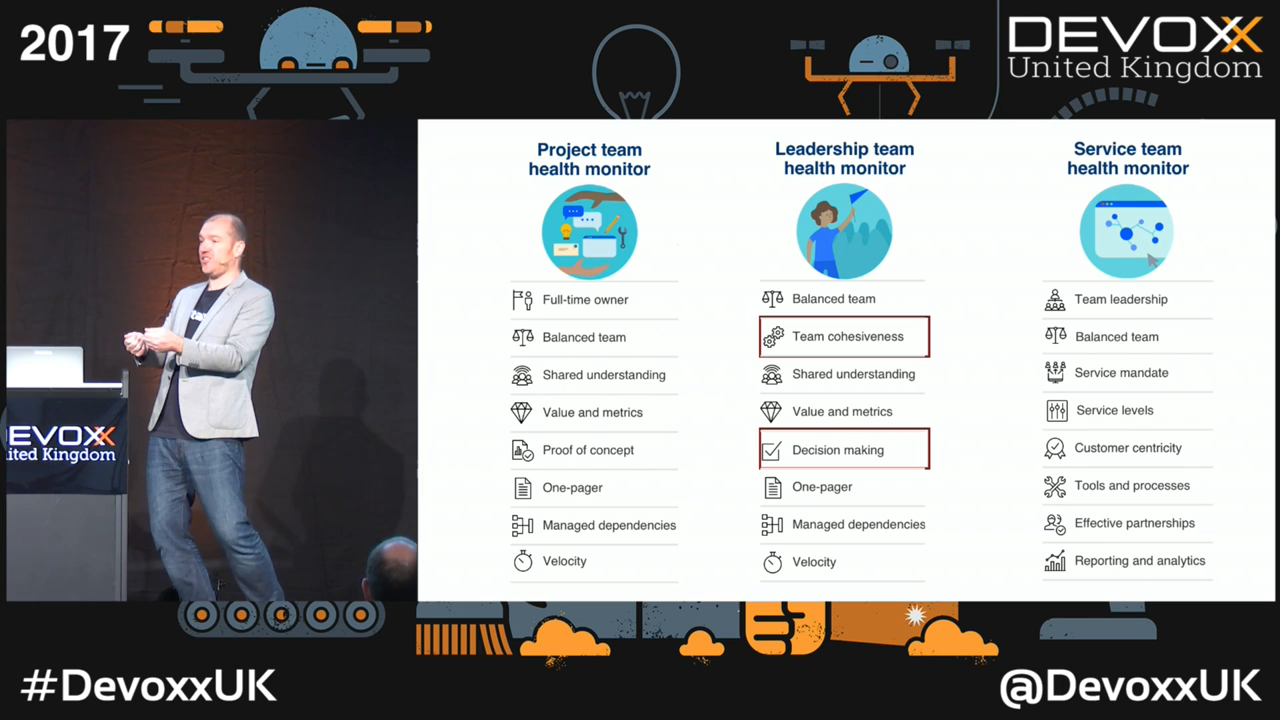 2017
DEVOXX
United Kingdom
Project team
health monitor
Full-time owner
Balanced team
Shared understanding
Value and metrics
Proof of concept
One-pager
Managed dependencies
Velocity
Leadership team
health monitor
Balanced team
Team cohesiveness
Shared understanding
Value and metrics
Decision making
One-pager
Managed dependencies
Velocity
Service team
health monitor
Team leadership
Balanced team
Service mandate
Service levels
Customer centricity
Tools and processes
Effective partnerships
Reporting and analytics
EVOXX
ited Kingdom
#DevoxxUK
@DevoxxUK